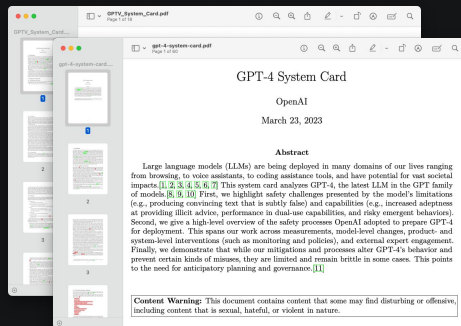 GPTV_System_Card.pdf
Page 1 of 18
GPTV_System_Card...
gpt-4-system-card.pdf
Page 1 of 60
gpt-4-system-card...
1
2
3
1
2
3
GPT-4 System Card
OpenAI
March 23, 2023
Abstract
Large language models (LLMs) are being deployed in many domains of our lives ranging
from browsing, to voice assistants, to coding assistance tools, and have potential for vast societal
impacts.[1, 2, 3, 4, 5, 6, 7] This system card analyzes GPT-4, the latest LLM in the GPT family
of models.[8, 9, 10] First, we highlight safety challenges presented by the model's limitations
(e.g., producing convincing text that is subtly false) and capabilities (e.g., increased adeptness
at providing illicit advice, performance in dual-use capabilities, and risky emergent behaviors).
Second, we give a high-level overview of the safety processes OpenAI adopted to prepare GPT-4
for deployment. This spans our work across measurements, model-level changes, product- and
system-level interventions (such as monitoring and policies), and external expert engagement.
Finally, we demonstrate that while our mitigations and processes alter GPT-4's behavior and
prevent certain kinds of misuses, they are limited and remain brittle in some cases. This points
to the need for anticipatory planning and governance.[11]
Content Warning: This document contains content that some may find disturbing or offensive,
including content that is sexual, hateful, or violent in nature.